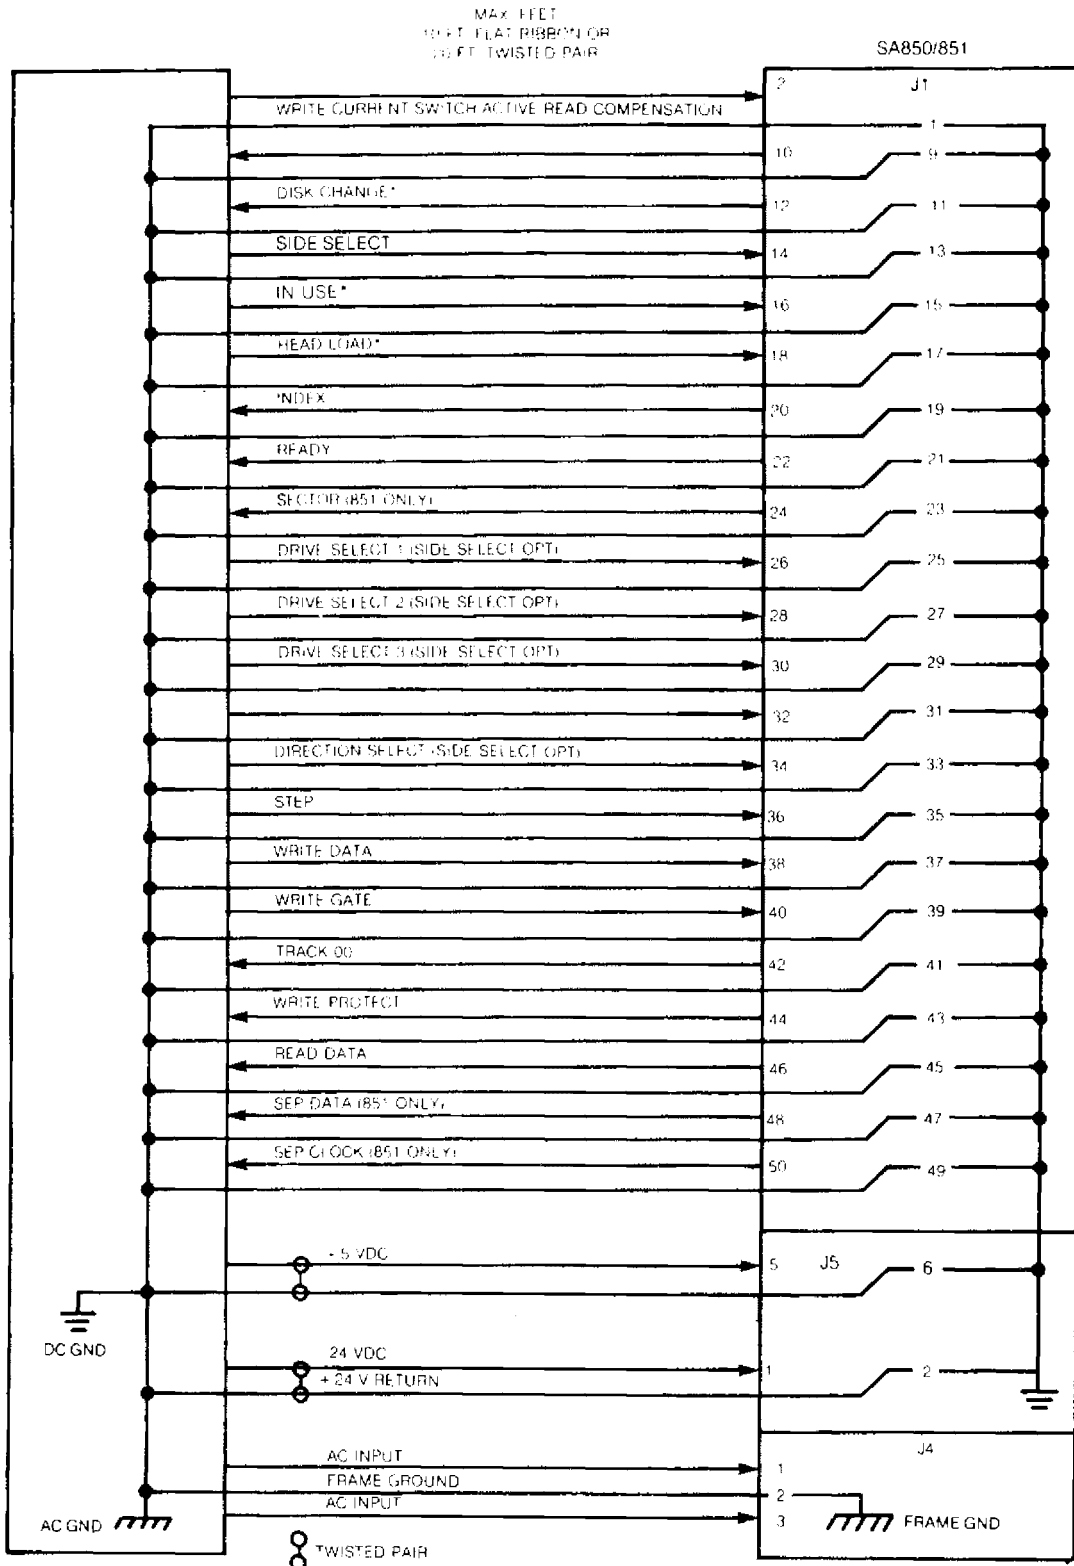 MAX FEET
10 FT. FLAT RIBBON OR
20 FT. TWISTED PAIR
SA850/851
2 J1
WRITE CURRENT SWITCH ACTIVE READ COMPENSATION
1
10 9
DISK CHANGE*
12 11
SIDE SELECT
14 13
IN USE*
16 15
HEAD LOAD*
18 17
INDEX
20 19
READY
22 21
SECTOR (851 ONLY)
24 23
DRIVE SELECT 1 (SIDE SELECT OPT)
26 25
DRIVE SELECT 2 (SIDE SELECT OPT)
28 27
DRIVE SELECT 3 (SIDE SELECT OPT)
30 29
32 31
DIRECTION SELECT (SIDE SELECT OPT)
34 33
STEP
36 35
WRITE DATA
38 37
WRITE GATE
40 39
TRACK 00
42 41
WRITE PROTECT
44 43
READ DATA
46 45
SEP DATA (851 ONLY)
48 47
SEP CLOCK (851 ONLY)
50 49
- 5 VDC
5 J5 6
DC GND
24 VDC
1 2
+ 24 V RETURN
J4
AC INPUT
1
FRAME GROUND
2
AC INPUT
3
AC GND
FRAME GND
TWISTED PAIR